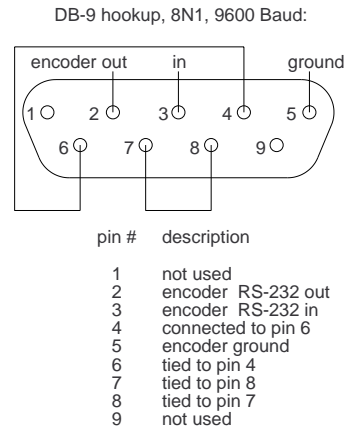 DB-9 hookup, 8N1, 9600 Baud:
encoder out in ground
1 2 3 4 5
6 7 8 9
pin # description
1 not used
2 encoder RS-232 out
3 encoder RS-232 in
4 connected to pin 6
5 encoder ground
6 tied to pin 4
7 tied to pin 8
8 tied to pin 7
9 not used